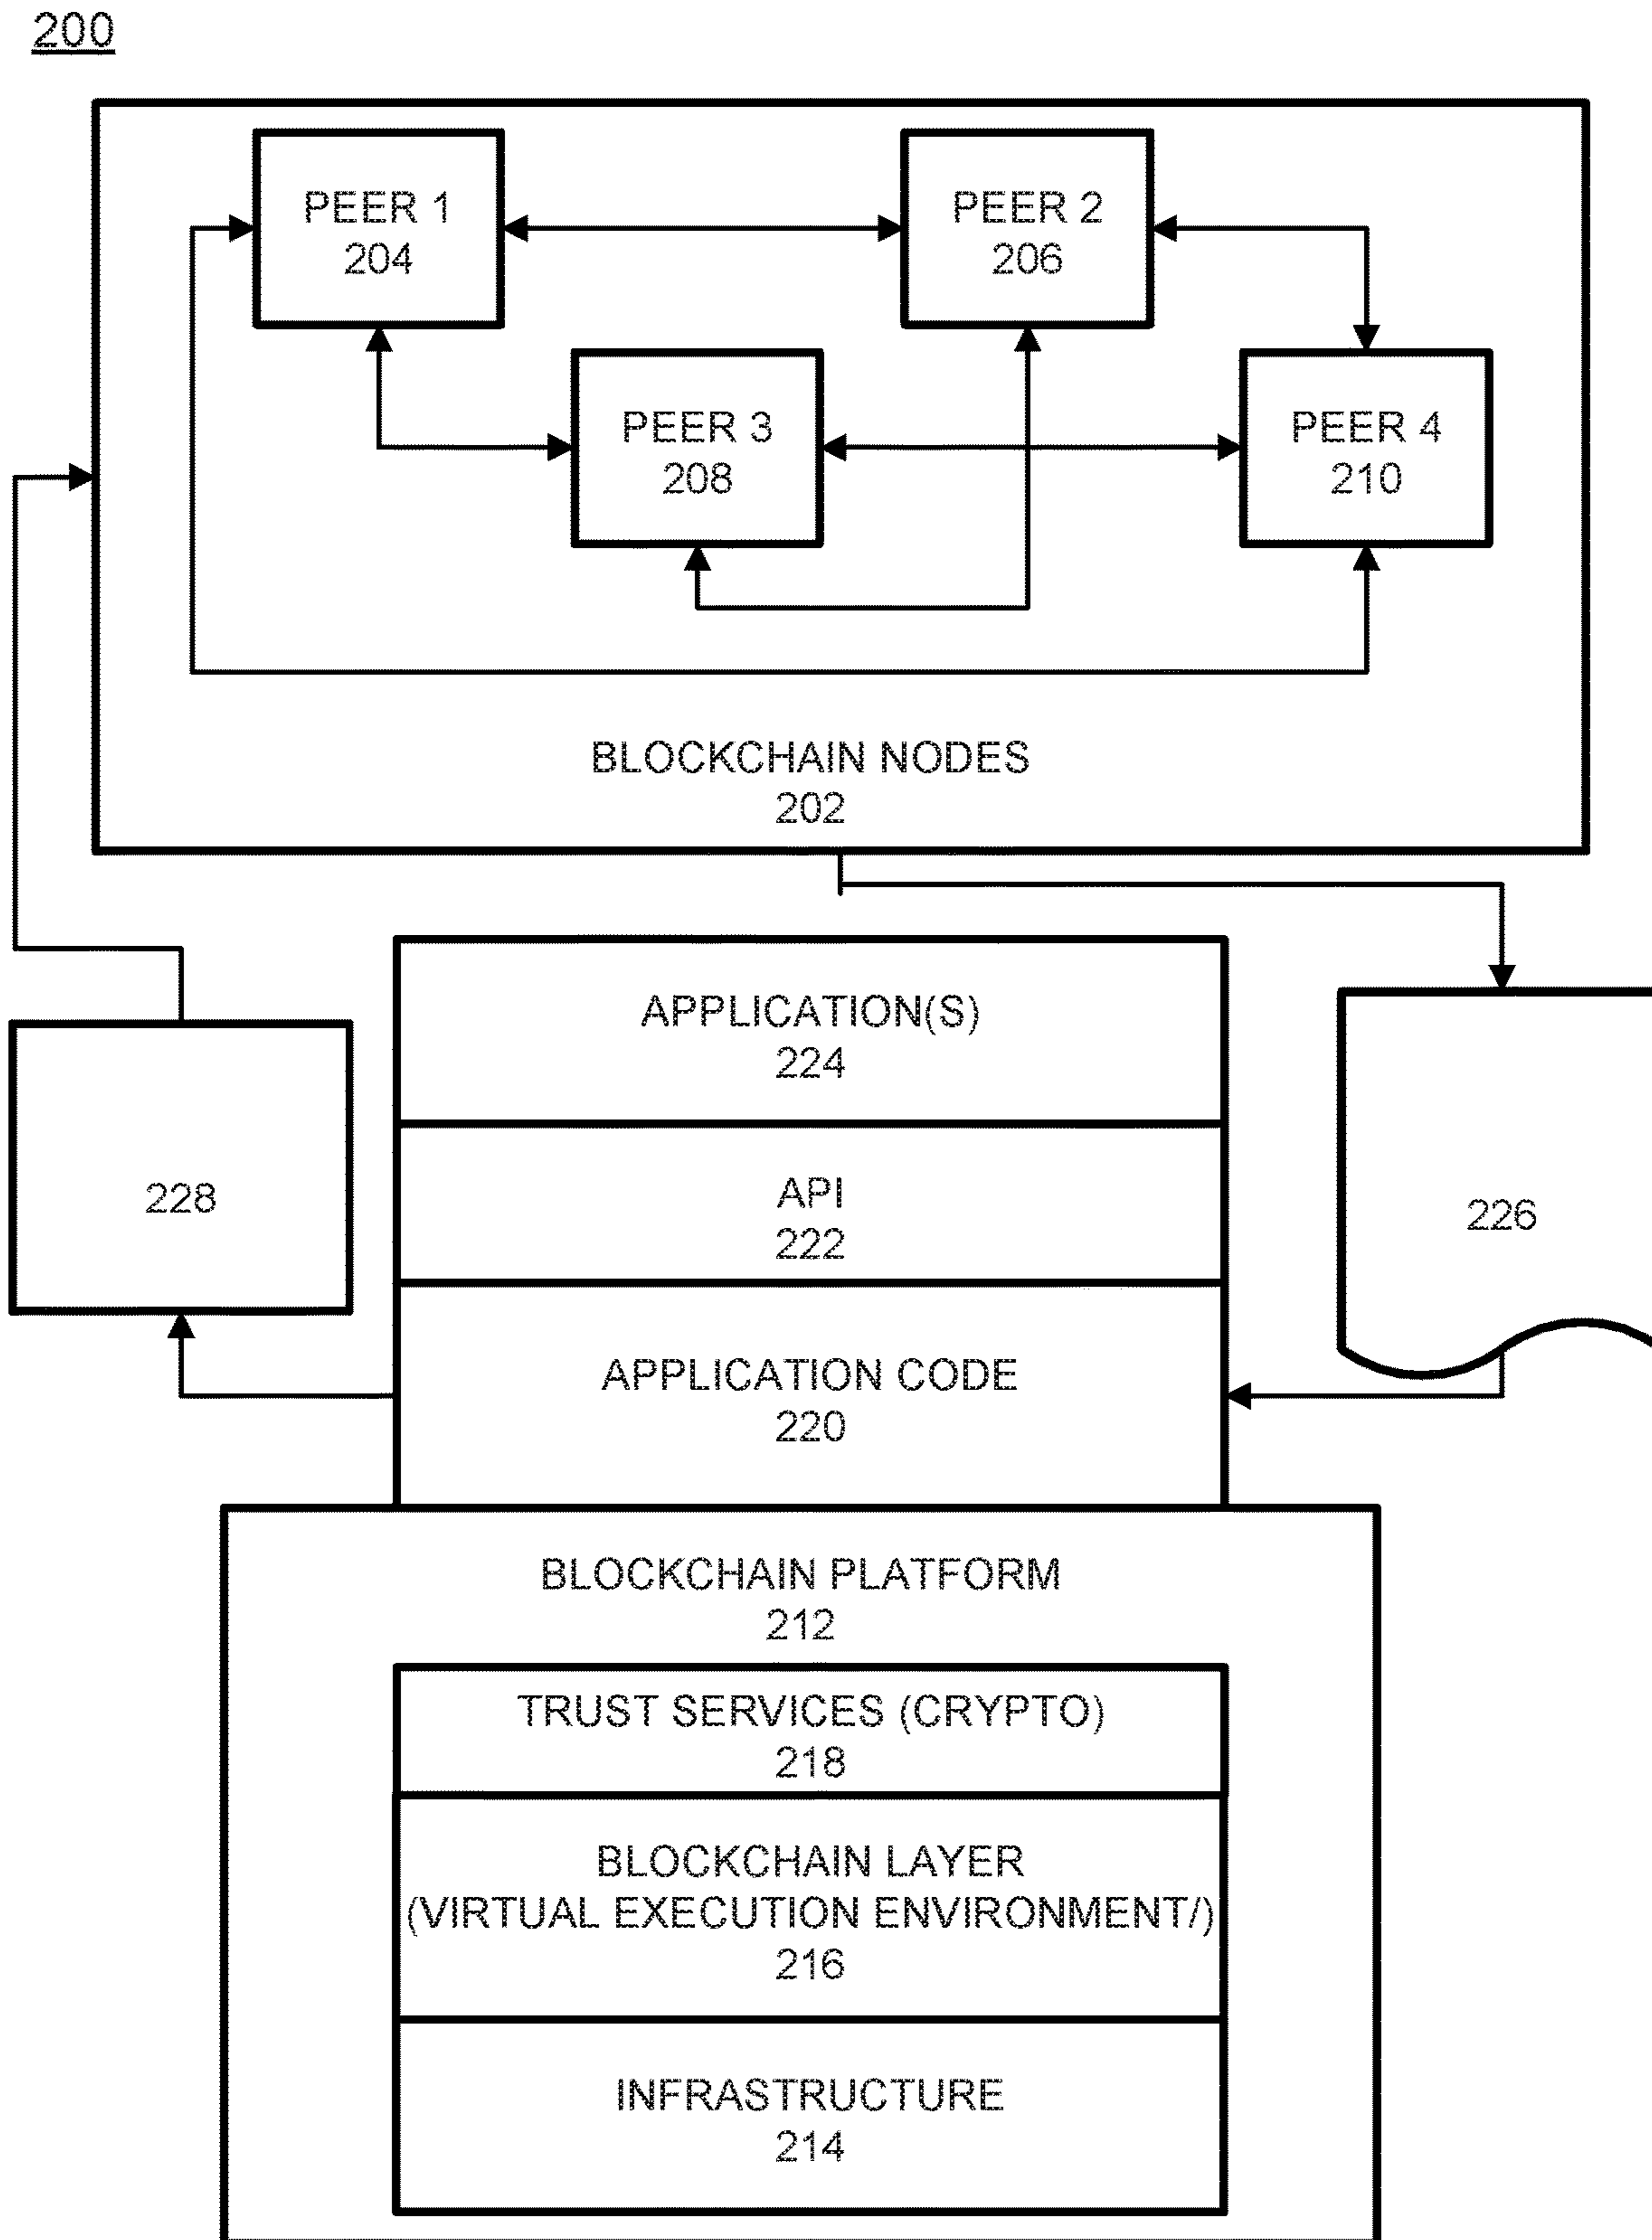 200
PEER 1
204
PEER 2
206
PEER 3
208
PEER 4
210
BLOCKCHAIN NODES
202
APPLICATION(S)
224
API
222
228
226
APPLICATION CODE
220
BLOCKCHAIN PLATFORM
212
TRUST SERVICES (CRYPTO)
218
BLOCKCHAIN LAYER
(VIRTUAL EXECUTION ENVIRONMENT/)
216
INFRASTRUCTURE
214